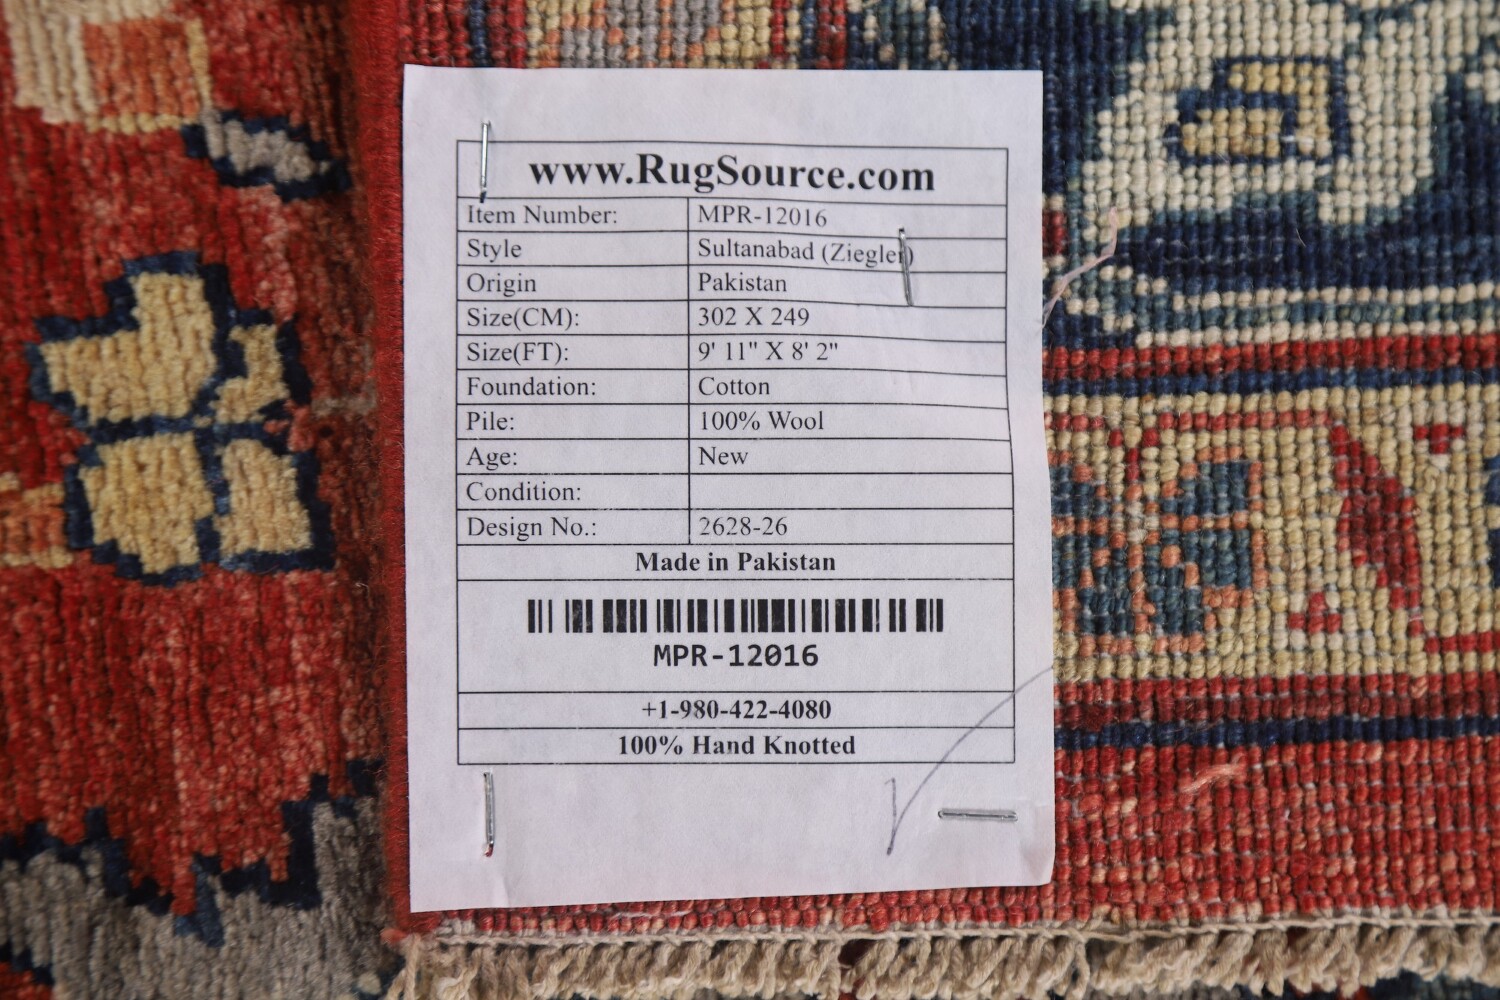 www.RugSource.com
Item Number: MPR-12016
Style Sultanabad (Ziegler)
Origin Pakistan
Size(CM): 302 X 249
Size(FT): 9' 11" X 8' 2"
Foundation: Cotton
Pile: 100% Wool
Age: New
Condition:
Design No.: 2628-26
Made in Pakistan
MPR-12016
+1-980-422-4080
100% Hand Knotted